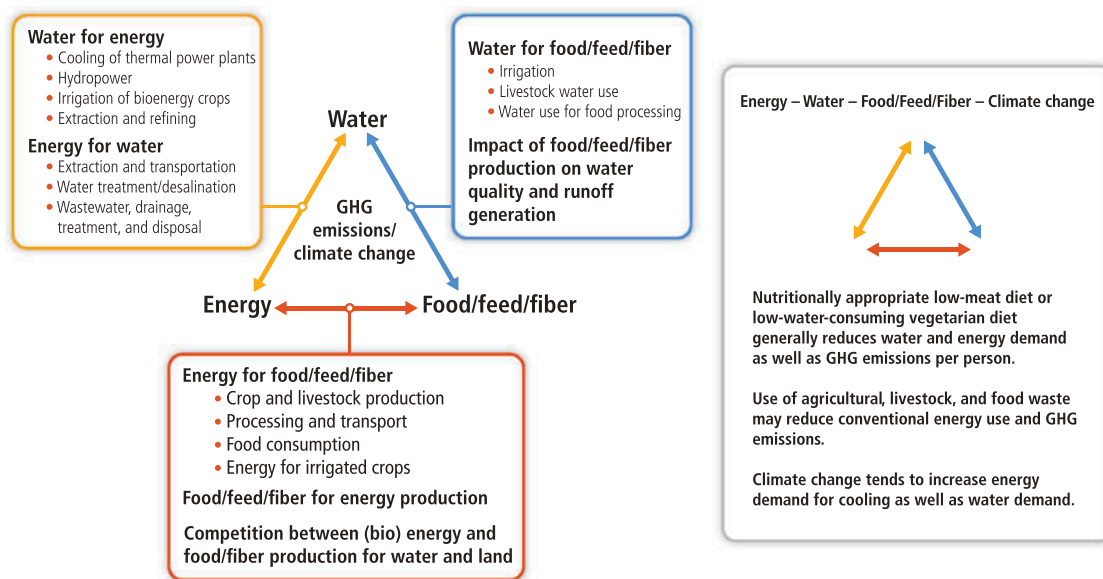 Water for energy
• Cooling of thermal power plants
• Hydropower
• Irrigation of bioenergy crops
• Extraction and refining
Energy for water
• Extraction and transportation
• Water treatment/desalination
• Wastewater, drainage,
treatment, and disposal
Water for food/feed/fiber
• Irrigation
• Livestock water use
• Water use for food processing
Impact of food/feed/fiber
production on water
quality and runoff
generation
Water
GHG
emissions/
climate change
Energy
Food/feed/fiber
Energy for food/feed/fiber
• Crop and livestock production
• Processing and transport
• Food consumption
• Energy for irrigated crops
Food/feed/fiber for energy production
Competition between (bio) energy and
food/fiber production for water and land
Energy – Water – Food/Feed/Fiber – Climate change
Nutritionally appropriate low-meat diet or
low-water-consuming vegetarian diet
generally reduces water and energy demand
as well as GHG emissions per person.
Use of agricultural, livestock, and food waste
may reduce conventional energy use and GHG
emissions.
Climate change tends to increase energy
demand for cooling as well as water demand.